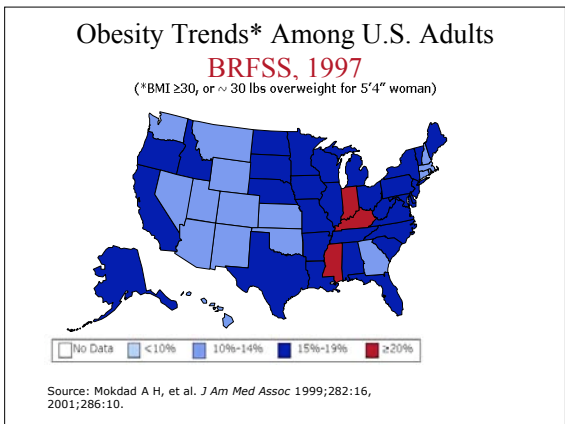 Obesity Trends* Among U.S. Adults
BRFSS, 1997
(*BMI ≥30, or ~ 30 lbs overweight for 5'4" woman)
No Data <10% 10%-14% 15%-19% ≥20%
Source: Mokdad A H, et al. J Am Med Assoc 1999;282:16,
2001;286:10.